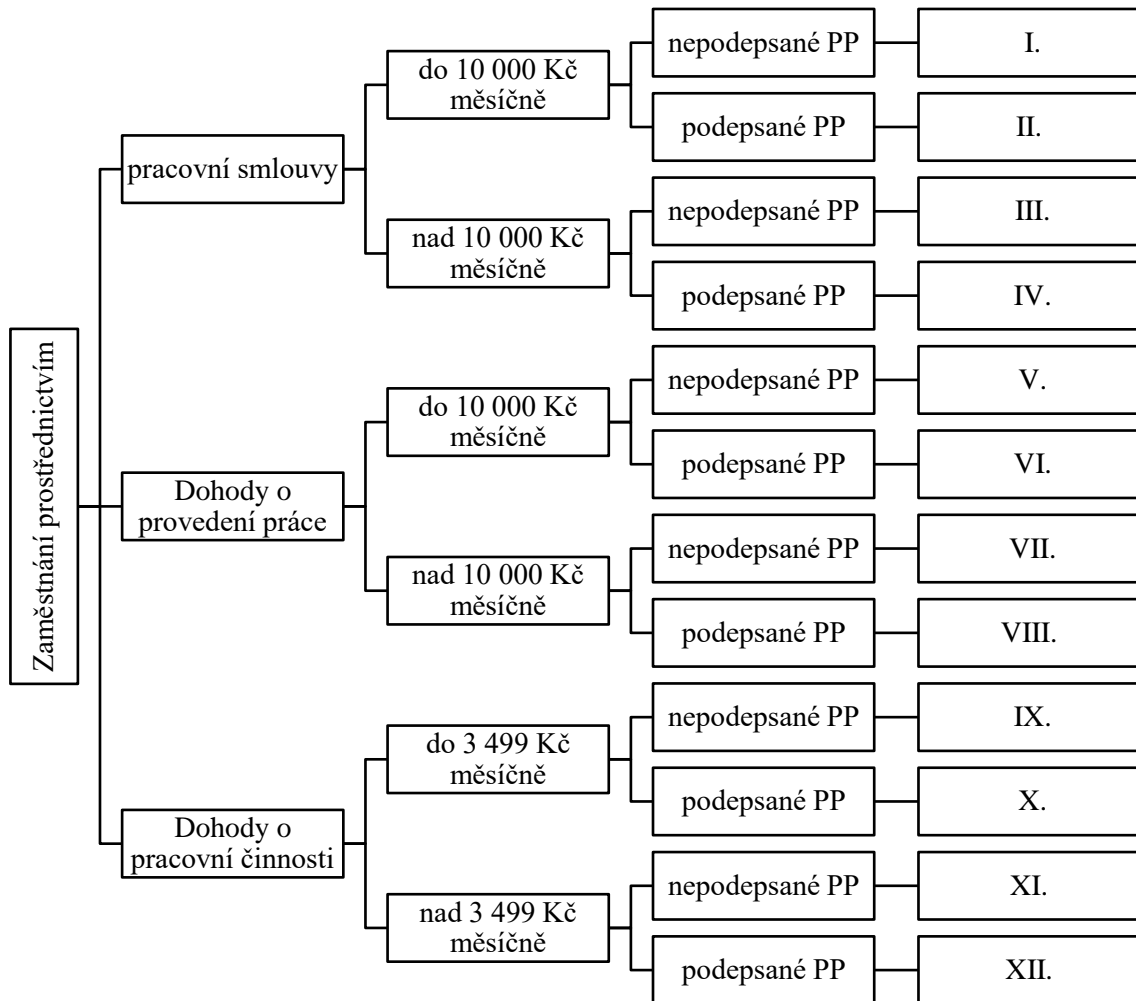 Zaměstnání prostřednictvím
pracovní smlouvy
do 10 000 Kč
měsíčně
nepodepsané PP
I.
podepsané PP
II.
nad 10 000 Kč
měsíčně
nepodepsané PP
III.
podepsané PP
IV.
Dohody o
provedení práce
do 10 000 Kč
měsíčně
nepodepsané PP
V.
podepsané PP
VI.
nad 10 000 Kč
měsíčně
nepodepsané PP
VII.
podepsané PP
VIII.
Dohody o
pracovní činnosti
do 3 499 Kč
měsíčně
nepodepsané PP
IX.
podepsané PP
X.
nad 3 499 Kč
měsíčně
nepodepsané PP
XI.
podepsané PP
XII.